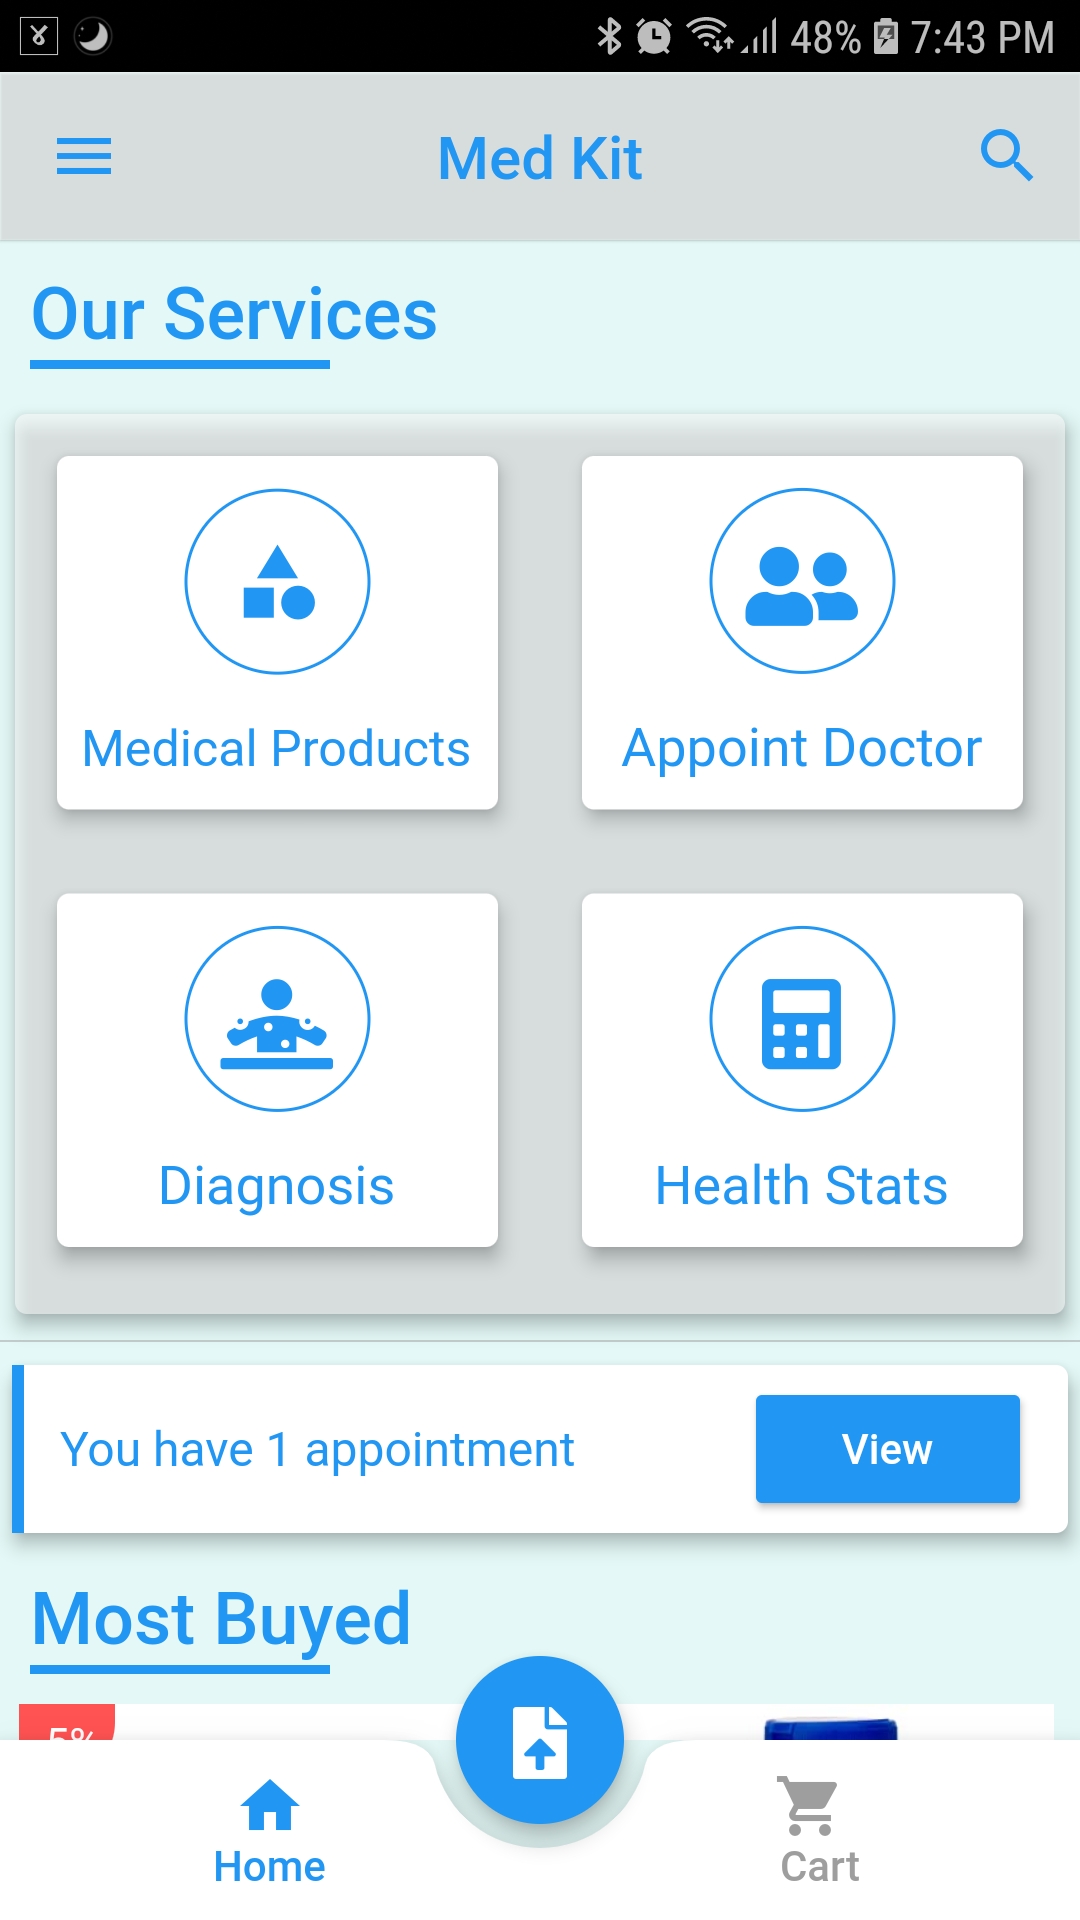 48% 7:43 PM
Med Kit
Our Services
Medical Products
Appoint Doctor
Diagnosis
Health Stats
You have 1 appointment
View
Most Buyed
5%
Home
Cart